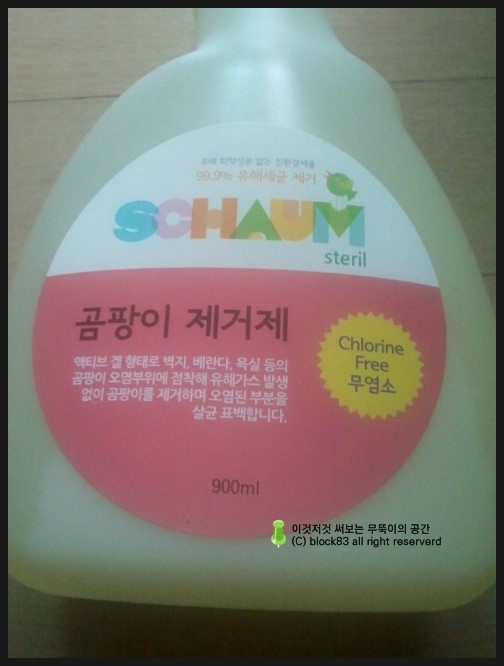 유해 화학성분 없는 친환경제품
99.9% 유해세균 제거
SCHAUM
steril
곰팡이 제거제
액티브 겔 형태로 벽지, 베란다, 욕실 등의
곰팡이 오염부위에 점착해 유해가스 발생
없이 곰팡이를 제거하며 오염된 부분을
살균 표백합니다.
Chlorine
Free
무염소
900ml
이것저것 써보는 무뚝이의 공간
(C) block83 all right reserverd